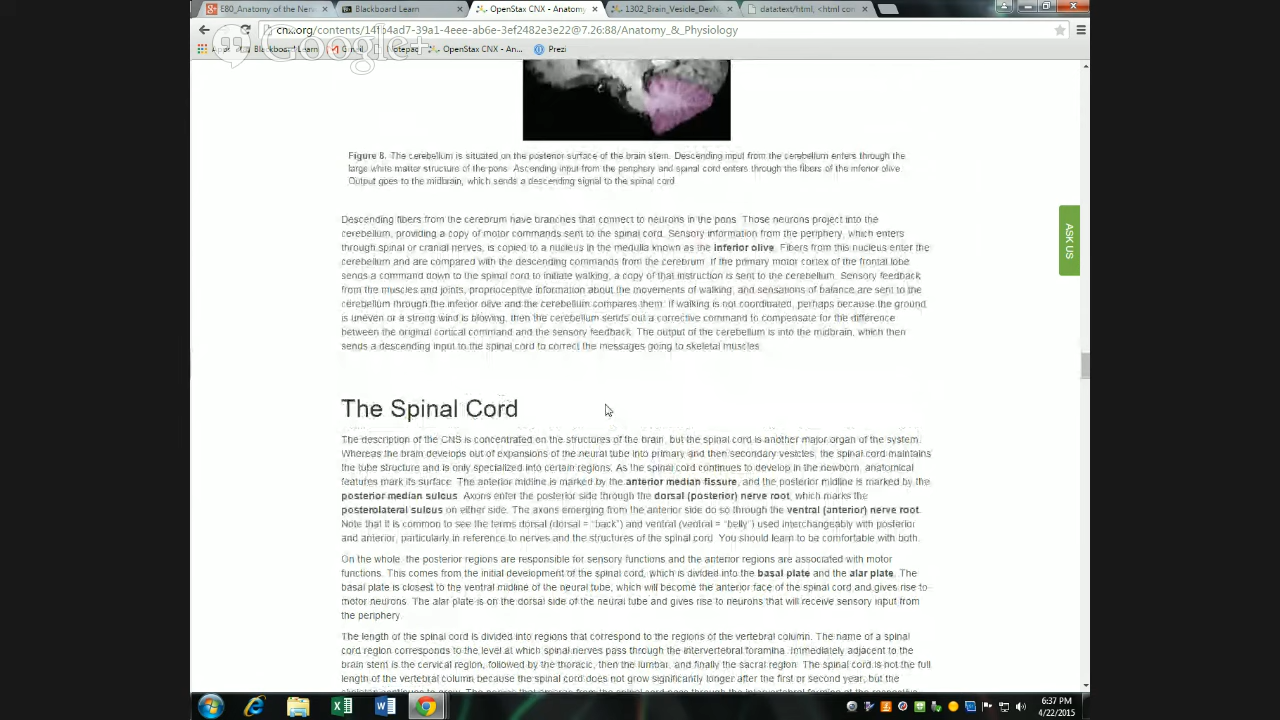 E80_Anatomy of the Nerv
Blackboard Learn
OpenStax CNX - Anatomy
1302_Brain_Vesicle_DevN
datatext/html, <html con
cnx.org/contents/14fb4ad7-39a1-4eee-ab6e-3ef2482e3e22@7.26:88/Anatomy_&_Physiology
Google+
Apps Blackboard Learn Gmail Notepad OpenStax CNX - An... Prezi
Figure 8. The cerebellum is situated on the posterior surface of the brain stem. Descending input from the cerebellum enters through the
large white matter structure of the pons. Ascending input from the periphery and spinal cord enters through the fibers of the inferior olive.
Output goes to the midbrain, which sends a descending signal to the spinal cord.
Descending fibers from the cerebrum have branches that connect to neurons in the pons. Those neurons project into the
cerebellum, providing a copy of motor commands sent to the spinal cord. Sensory information from the periphery, which enters
through spinal or cranial nerves, is copied to a nucleus in the medulla known as the inferior olive. Fibers from this nucleus enter the
cerebellum and are compared with the descending commands from the cerebrum. If the primary motor cortex of the frontal lobe
sends a command down to the spinal cord to initiate walking, a copy of that instruction is sent to the cerebellum. Sensory feedback
from the muscles and joints, proprioceptive information about the movements of walking, and sensations of balance are sent to the
cerebellum through the inferior olive and the cerebellum compares them. If walking is not coordinated, perhaps because the ground
is uneven or a strong wind is blowing, then the cerebellum sends out a corrective command to compensate for the difference
between the original cortical command and the sensory feedback. The output of the cerebellum is into the midbrain, which then
sends a descending input to the spinal cord to correct the messages going to skeletal muscles.
ASK US
The Spinal Cord
The description of the CNS is concentrated on the structures of the brain, but the spinal cord is another major organ of the system.
Whereas the brain develops out of expansions of the neural tube into primary and then secondary vesicles, the spinal cord maintains
the tube structure and is only specialized into certain regions. As the spinal cord continues to develop in the newborn, anatomical
features mark its surface. The anterior midline is marked by the anterior median fissure, and the posterior midline is marked by the
posterior median sulcus. Axons enter the posterior side through the dorsal (posterior) nerve root, which marks the
posterolateral sulcus on either side. The axons emerging from the anterior side do so through the ventral (anterior) nerve root.
Note that it is common to see the terms dorsal (dorsal = “back”) and ventral (ventral = “belly”) used interchangeably with posterior
and anterior, particularly in reference to nerves and the structures of the spinal cord. You should learn to be comfortable with both.
On the whole, the posterior regions are responsible for sensory functions and the anterior regions are associated with motor
functions. This comes from the initial development of the spinal cord, which is divided into the basal plate and the alar plate. The
basal plate is closest to the ventral midline of the neural tube, which will become the anterior face of the spinal cord and gives rise to
motor neurons. The alar plate is on the dorsal side of the neural tube and gives rise to neurons that will receive sensory input from
the periphery.
The length of the spinal cord is divided into regions that correspond to the regions of the vertebral column. The name of a spinal
cord region corresponds to the level at which spinal nerves pass through the intervertebral foramina. Immediately adjacent to the
brain stem is the cervical region, followed by the thoracic, then the lumbar, and finally the sacral region. The spinal cord is not the full
length of the vertebral column because the spinal cord does not grow significantly longer after the first or second year, but the
6:37 PM
4/22/2015